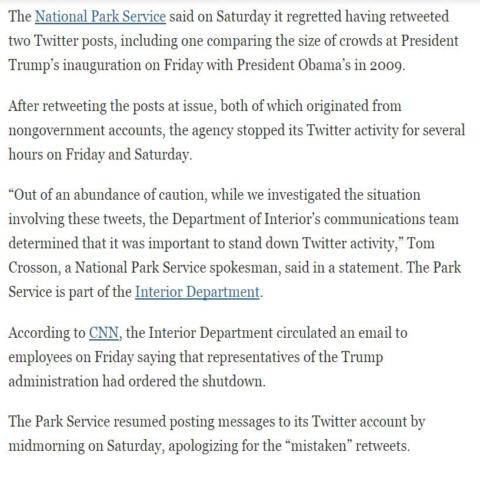 The National Park Service said on Saturday it regretted having retweeted
two Twitter posts, including one comparing the size of crowds at President
Trump’s inauguration on Friday with President Obama’s in 2009.
After retweeting the posts at issue, both of which originated from
nongovernment accounts, the agency stopped its Twitter activity for several
hours on Friday and Saturday.
“Out of an abundance of caution, while we investigated the situation
involving these tweets, the Department of Interior’s communications team
determined that it was important to stand down Twitter activity,” Tom
Crosson, a National Park Service spokesman, said in a statement. The Park
Service is part of the Interior Department.
According to CNN, the Interior Department circulated an email to
employees on Friday saying that representatives of the Trump
administration had ordered the shutdown.
The Park Service resumed posting messages to its Twitter account by
midmorning on Saturday, apologizing for the “mistaken” retweets.